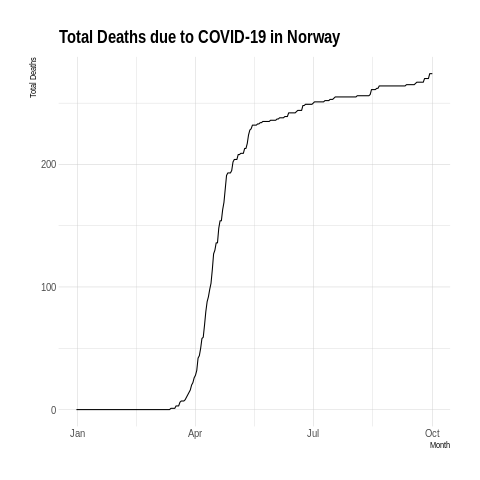 Total Deaths due to COVID-19 in Norway
Total Deaths
200
100
0
Jan Apr Jul Oct
Month